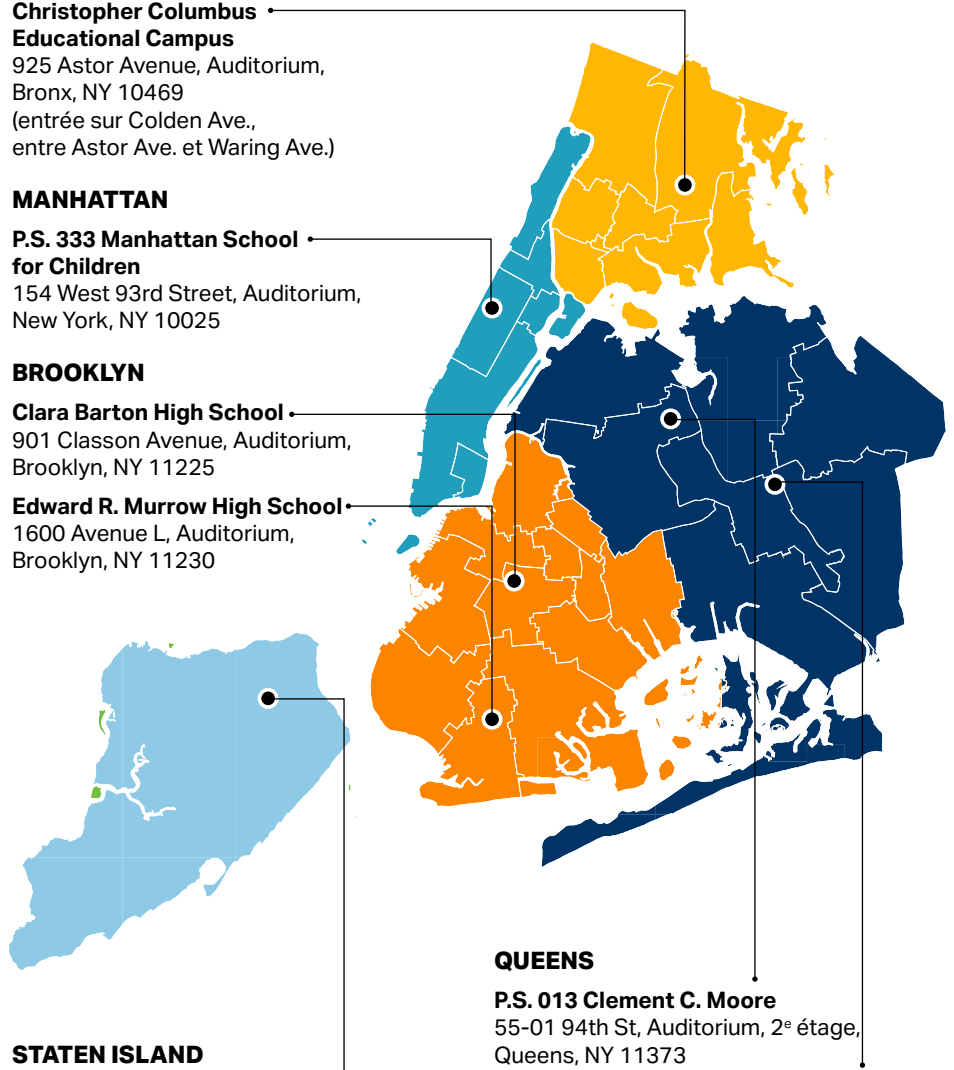 Christopher Columbus
Educational Campus
925 Astor Avenue, Auditorium,
Bronx, NY 10469
(entrée sur Colden Ave.,
entre Astor Ave. et Waring Ave.)
MANHATTAN
P.S. 333 Manhattan School
for Children
154 West 93rd Street, Auditorium,
New York, NY 10025
BROOKLYN
Clara Barton High School
901 Classon Avenue, Auditorium,
Brooklyn, NY 11225
Edward R. Murrow High School
1600 Avenue L, Auditorium,
Brooklyn, NY 11230
STATEN ISLAND
QUEENS
P.S. 013 Clement C. Moore
55-01 94th St, Auditorium, 2ᵉ étage,
Queens, NY 11373